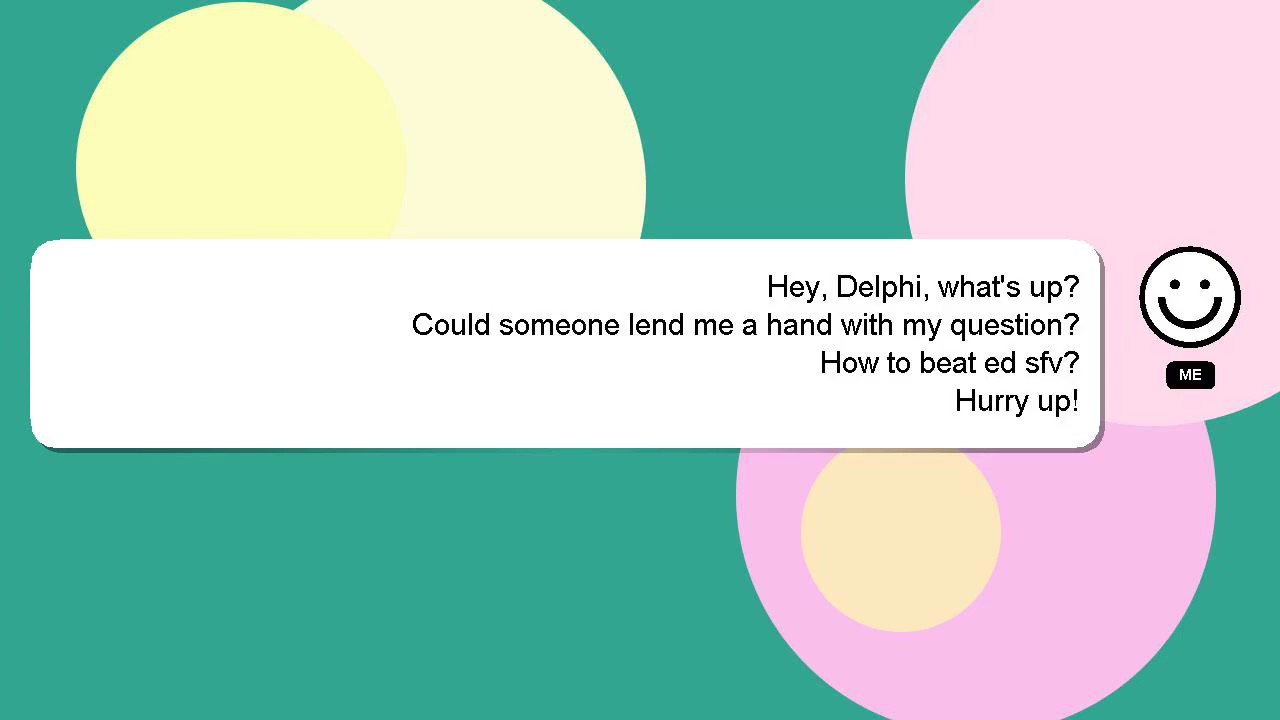 Hey, Delphi, what's up?
Could someone lend me a hand with my question?
How to beat ed sfv?
Hurry up!
ME